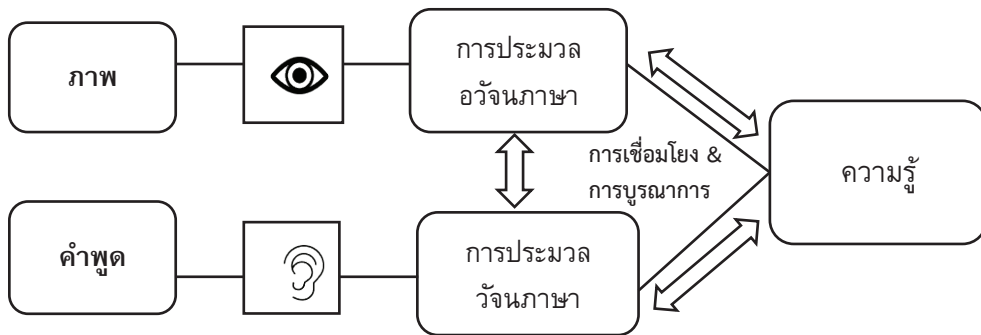 ภาพ
การประมวล
อวัจนภาษา
การเชื่อมโยง &
การบูรณาการ
ความรู้
คำพูด
การประมวล
วัจนภาษา